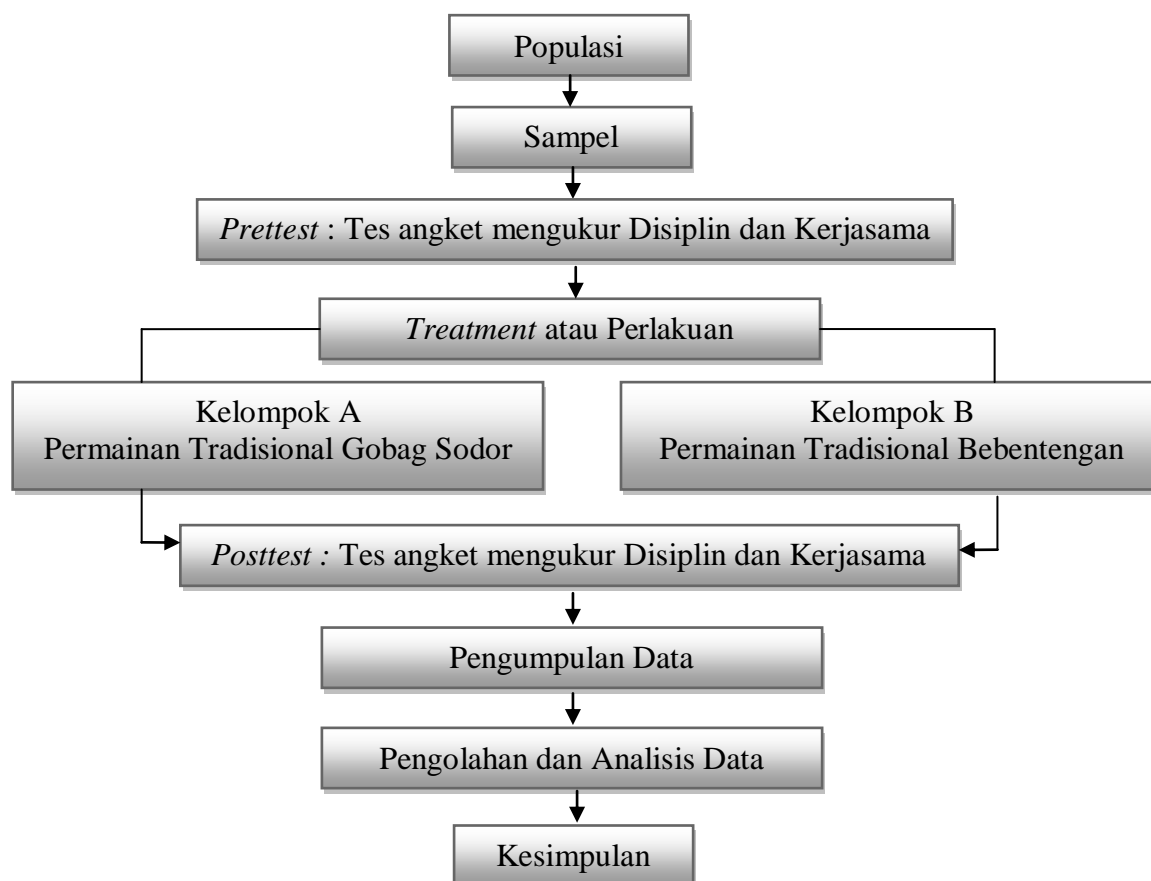 Populasi
Sampel
Prettest : Tes angket mengukur Disiplin dan Kerjasama
Treatment atau Perlakuan
Kelompok A
Permainan Tradisional Gobag Sodor
Kelompok B
Permainan Tradisional Bebentengan
Posttest : Tes angket mengukur Disiplin dan Kerjasama
Pengumpulan Data
Pengolahan dan Analisis Data
Kesimpulan